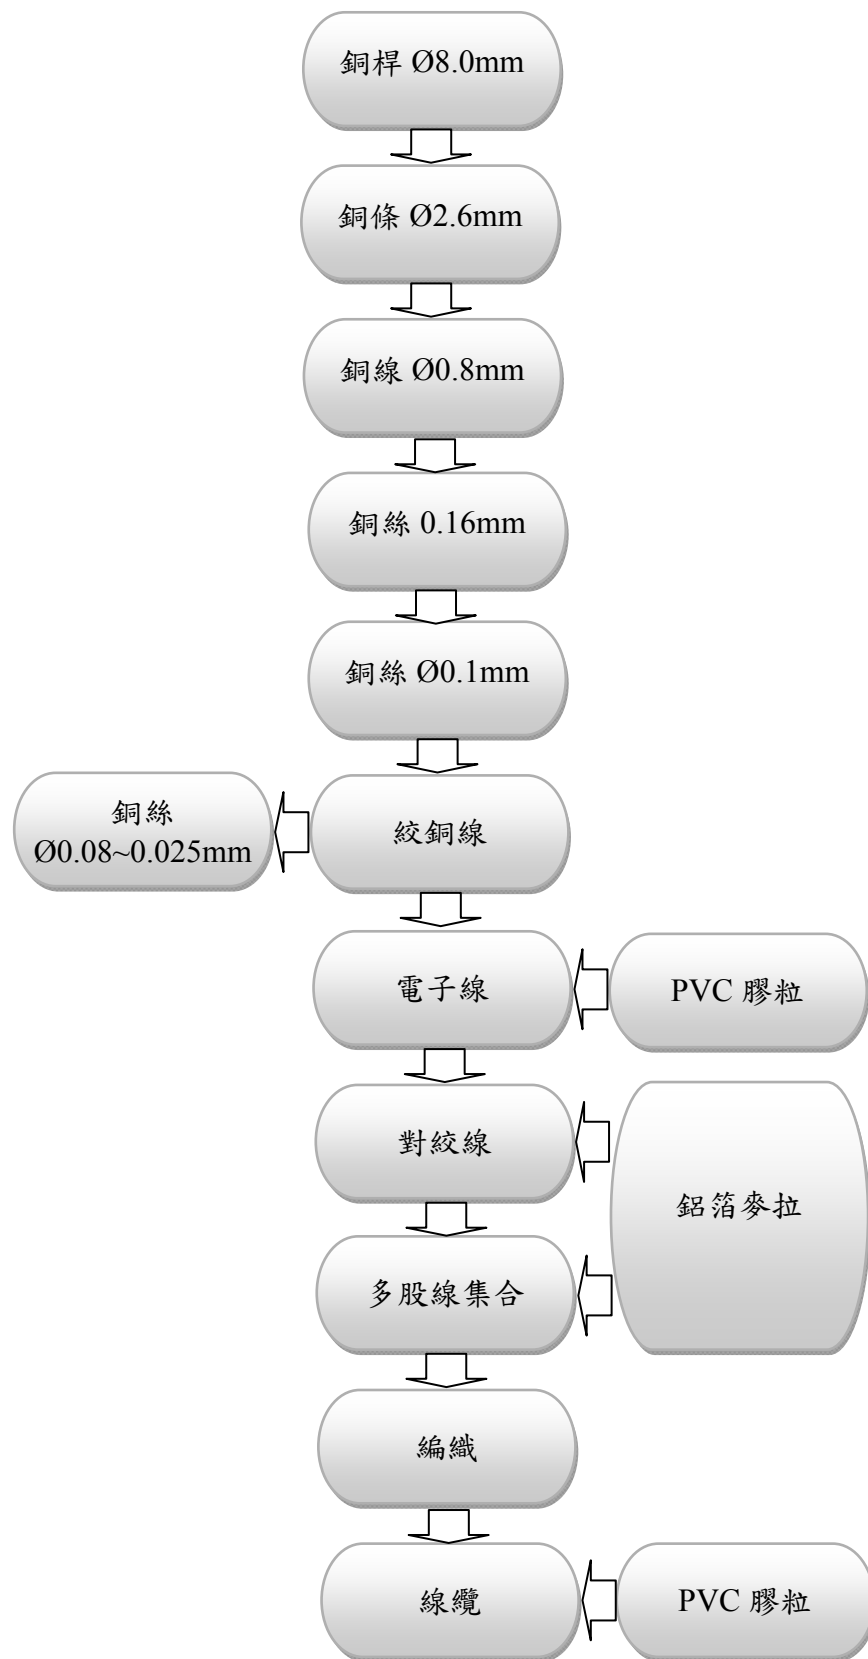 銅桿 Ø8.0mm
銅條 Ø2.6mm
銅線 Ø0.8mm
銅絲 0.16mm
銅絲 Ø0.1mm
銅絲
Ø0.08~0.025mm
絞銅線
電子線
PVC 膠粒
對絞線
鋁箔麥拉
多股線集合
編織
線纜
PVC 膠粒